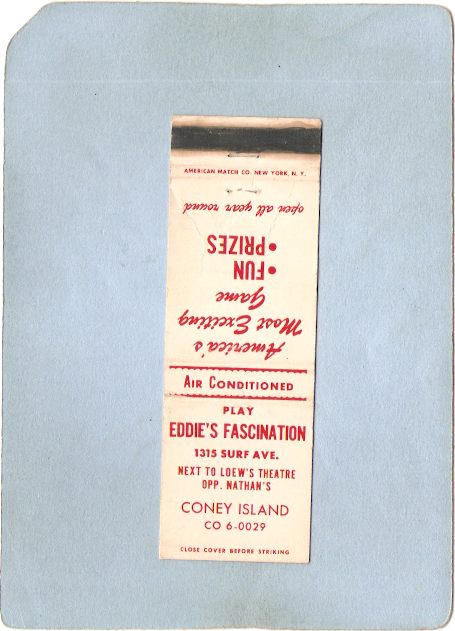 AMERICAN MATCH CO. NEW YORK, N. Y.
America's
Most Exciting
Game
• FUN
• PRIZES
open all year round
AIR CONDITIONED
PLAY
EDDIE'S FASCINATION
1315 SURF AVE.
NEXT TO LOEW'S THEATRE
OPP. NATHAN'S
CONEY ISLAND
CO 6-0029
CLOSE COVER BEFORE STRIKING